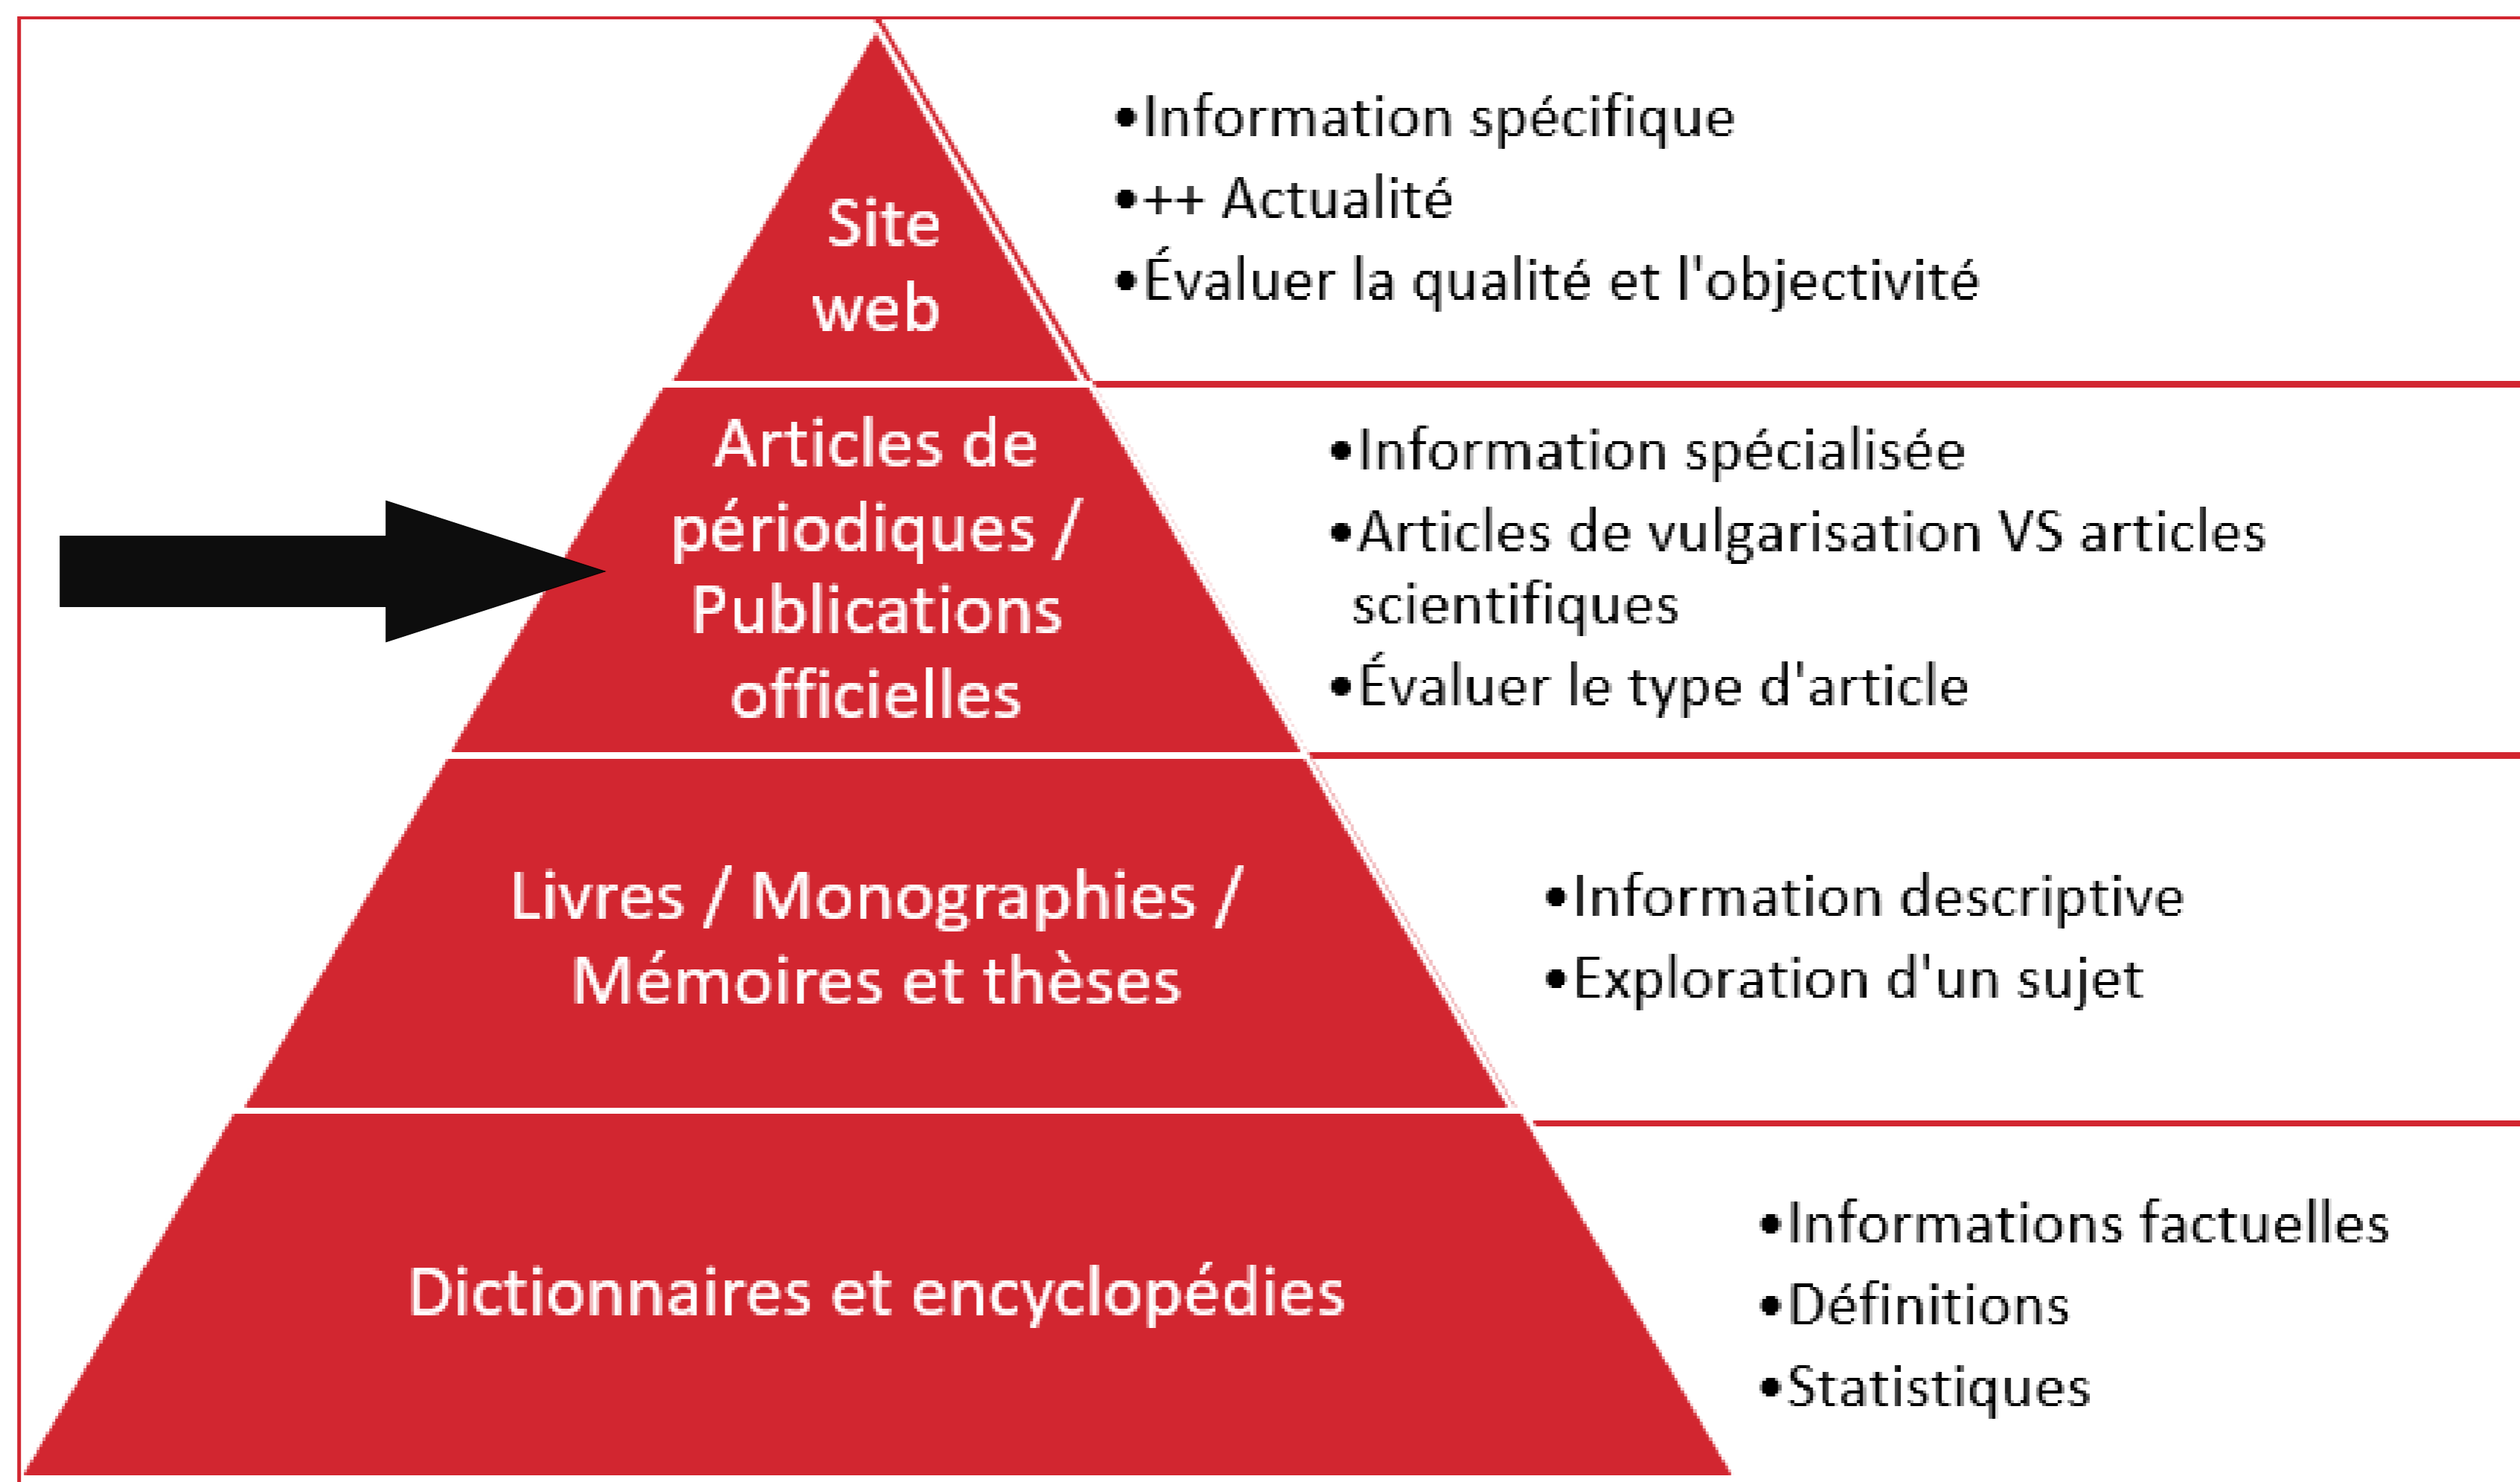 Site
web
•Information spécifique
•++ Actualité
•Évaluer la qualité et l'objectivité
Articles de
périodiques /
Publications
officielles
•Information spécialisée
•Articles de vulgarisation VS articles
scientifiques
•Évaluer le type d'article
Livres / Monographies /
Mémoires et thèses
•Information descriptive
•Exploration d'un sujet
Dictionnaires et encyclopédies
•Informations factuelles
•Définitions
•Statistiques